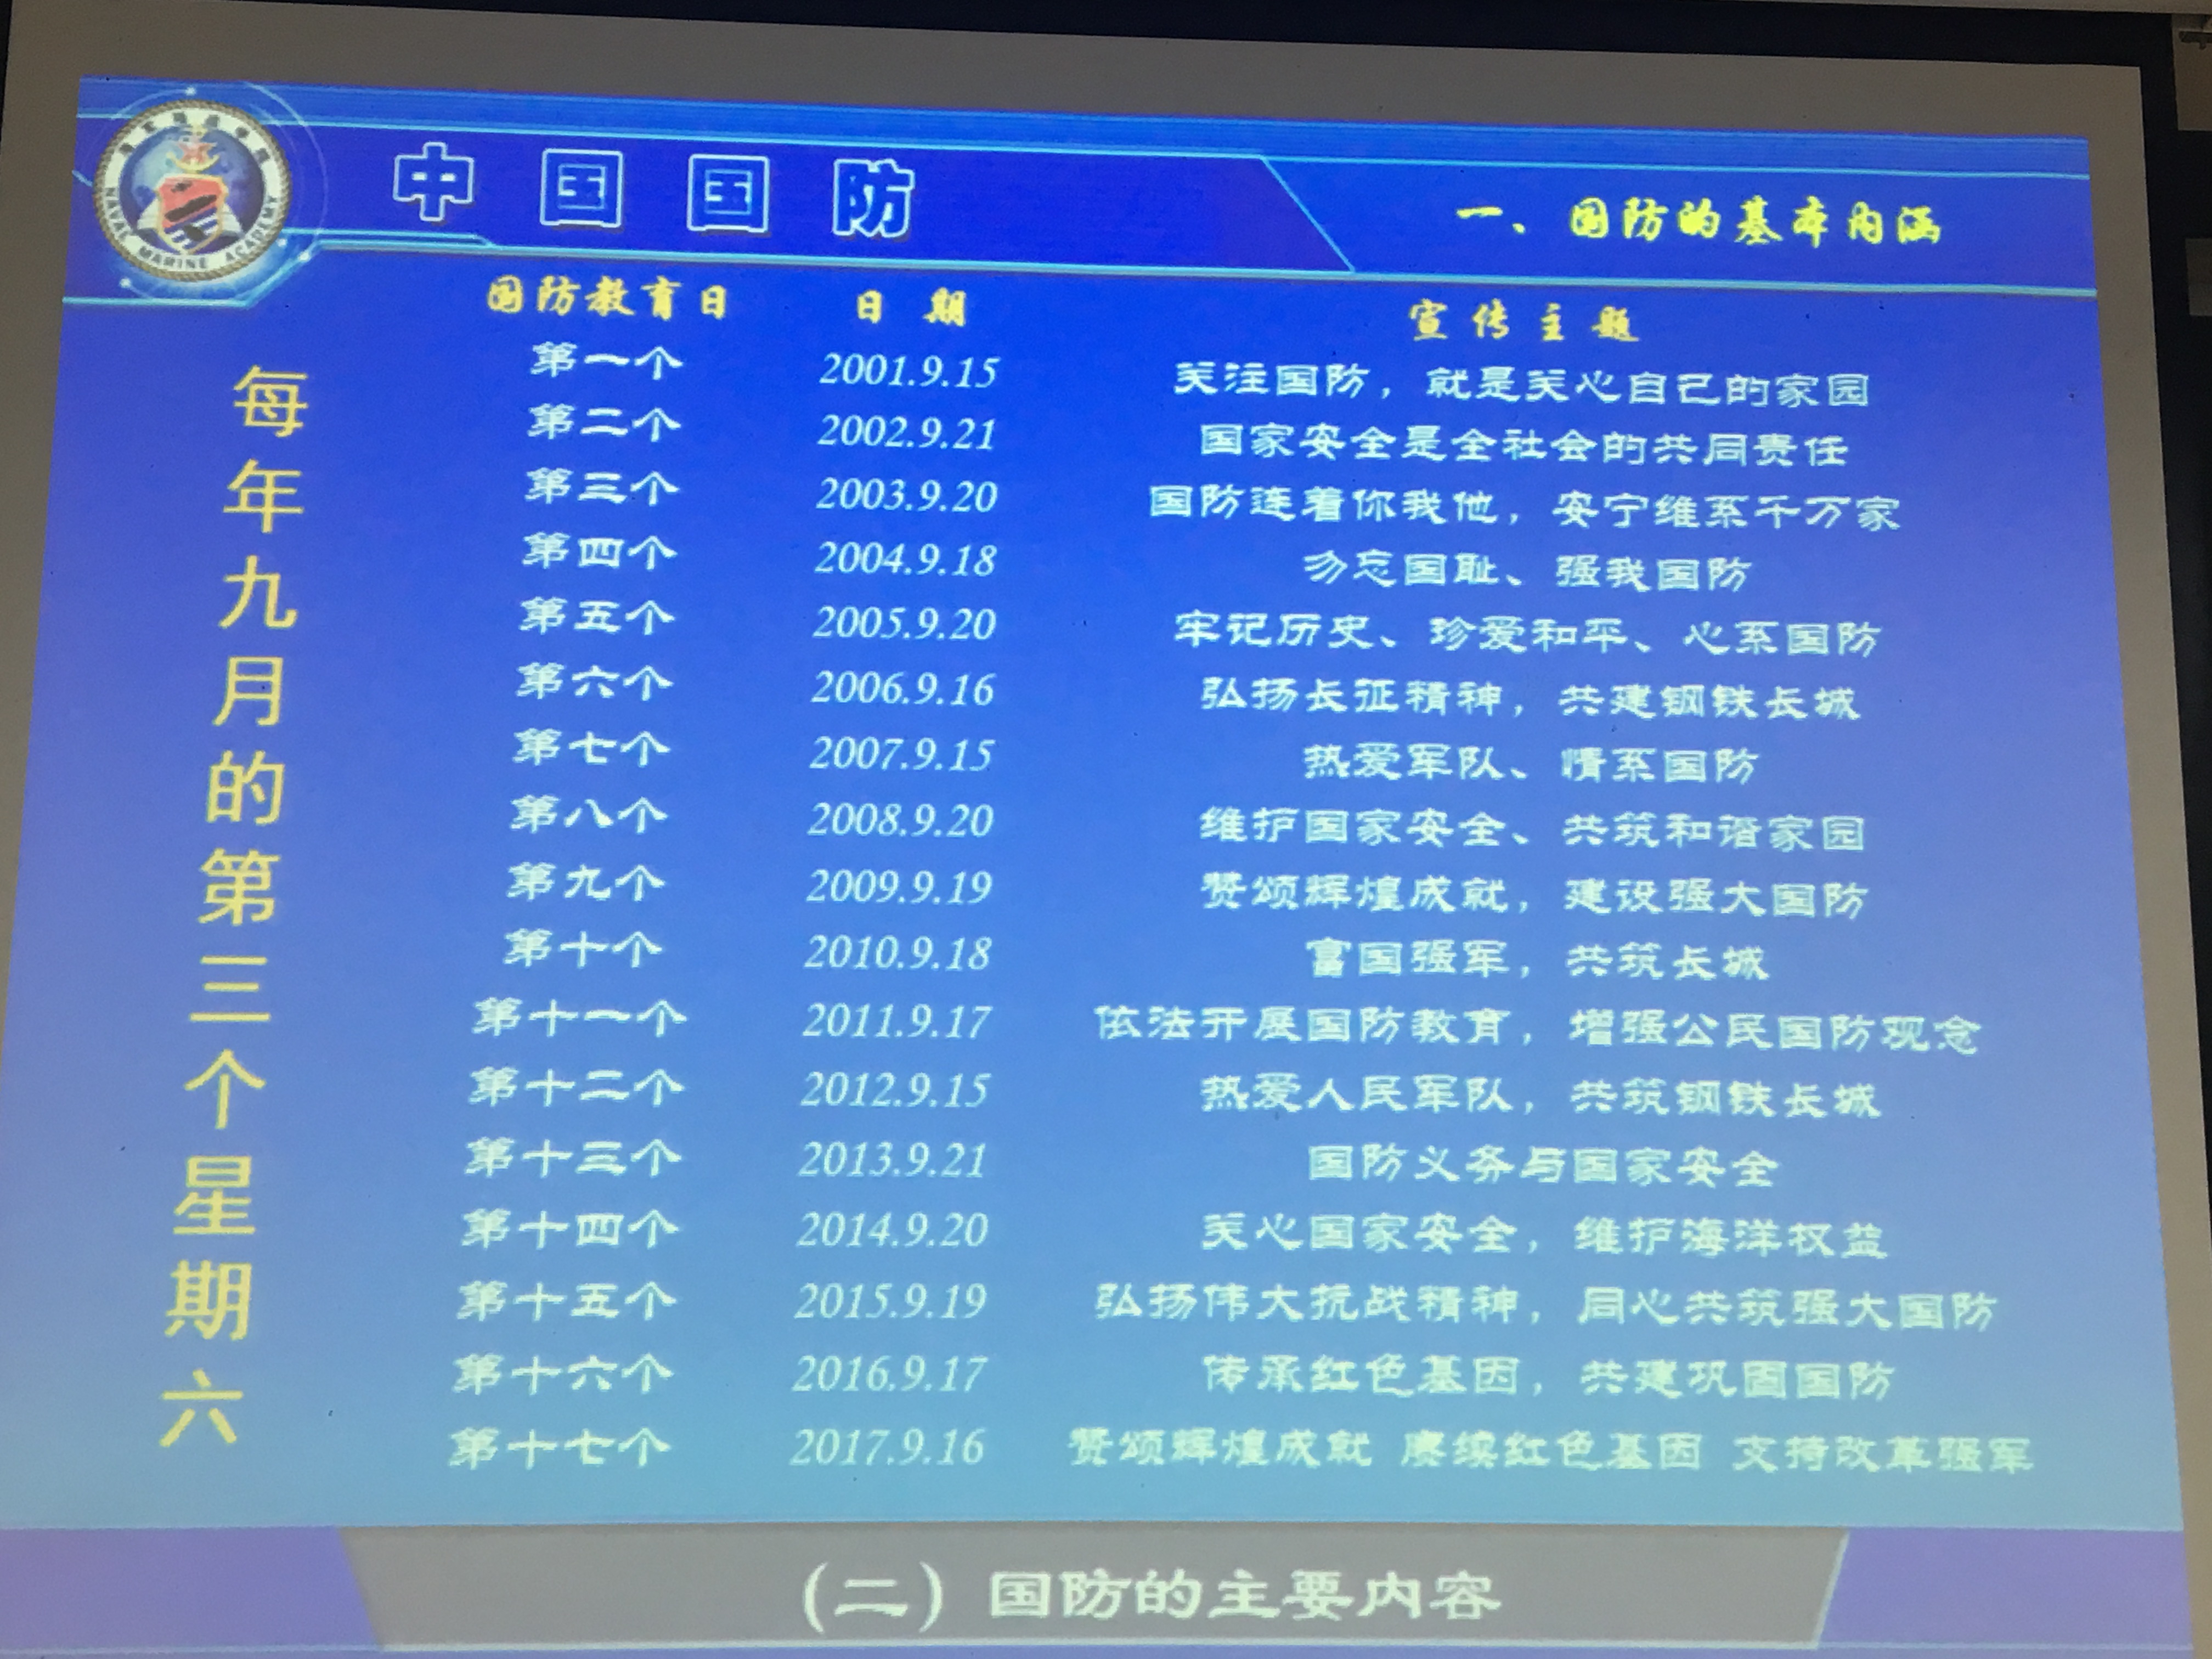 中国国防
一、国防的基本内涵
NAVAL MARINE ACADEMY
每年九月的第三个星期六
国防教育日 日期 宣传主题
第一个 2001.9.15 关注国防，就是关心自己的家园
第二个 2002.9.21 国家安全是全社会的共同责任
第三个 2003.9.20 国防连着你我他，安宁维系千万家
第四个 2004.9.18 勿忘国耻、强我国防
第五个 2005.9.20 牢记历史、珍爱和平、心系国防
第六个 2006.9.16 弘扬长征精神，共建钢铁长城
第七个 2007.9.15 热爱军队、情系国防
第八个 2008.9.20 维护国家安全、共筑和谐家园
第九个 2009.9.19 赞颂辉煌成就，建设强大国防
第十个 2010.9.18 富国强军，共筑长城
第十一个 2011.9.17 依法开展国防教育，增强公民国防观念
第十二个 2012.9.15 热爱人民军队，共筑钢铁长城
第十三个 2013.9.21 国防义务与国家安全
第十四个 2014.9.20 关心国家安全，维护海洋权益
第十五个 2015.9.19 弘扬伟大抗战精神，同心共筑强大国防
第十六个 2016.9.17 传承红色基因，共建巩固国防
第十七个 2017.9.16 赞颂辉煌成就 赓续红色基因 支持改革强军
(二) 国防的主要内容